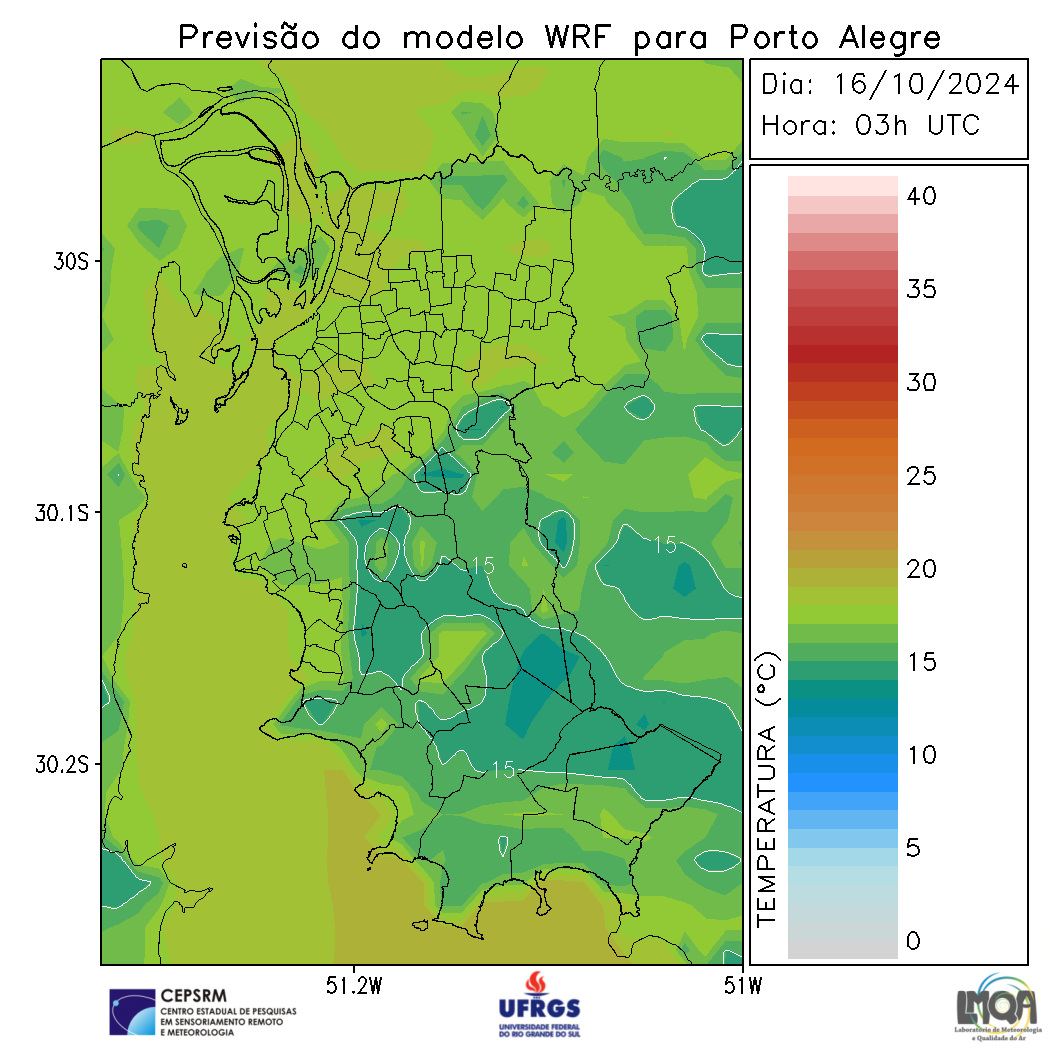 Previsão do modelo WRF para Porto Alegre
Dia: 16/10/2024
Hora: 03h UTC
30S
30.1S
30.2S
51.2W
51W
15
15
15
40
35
30
25
20
15
10
5
0
TEMPERATURA (°C)
CEPSRM
CENTRO ESTADUAL DE PESQUISAS
EM SENSORIAMENTO REMOTO
E METEOROLOGIA
UFRGS
UNIVERSIDADE FEDERAL
DO RIO GRANDE DO SUL
LMQA
Laboratório de Meteorologia
e Qualidade do Ar